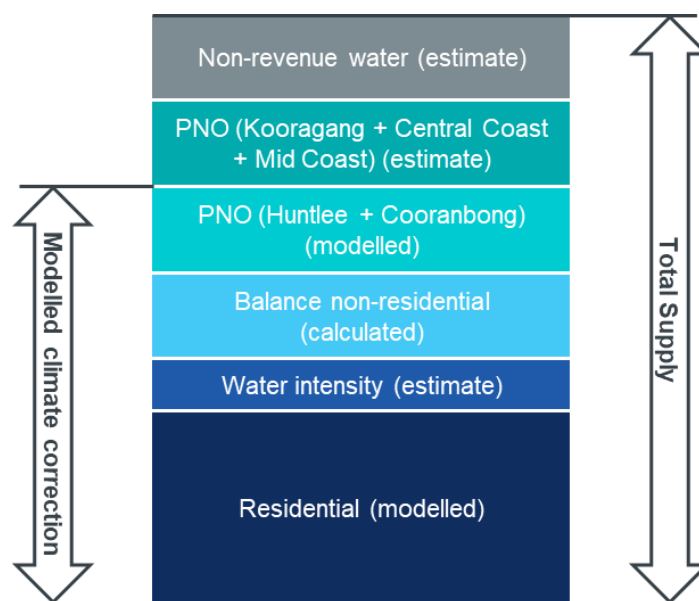 Non-revenue water (estimate)
PNO (Kooragang + Central Coast
+ Mid Coast) (estimate)
PNO (Huntlee + Cooranbong)
(modelled)
Balance non-residential
(calculated)
Water intensity (estimate)
Residential (modelled)
Modelled climate correction
Total Supply